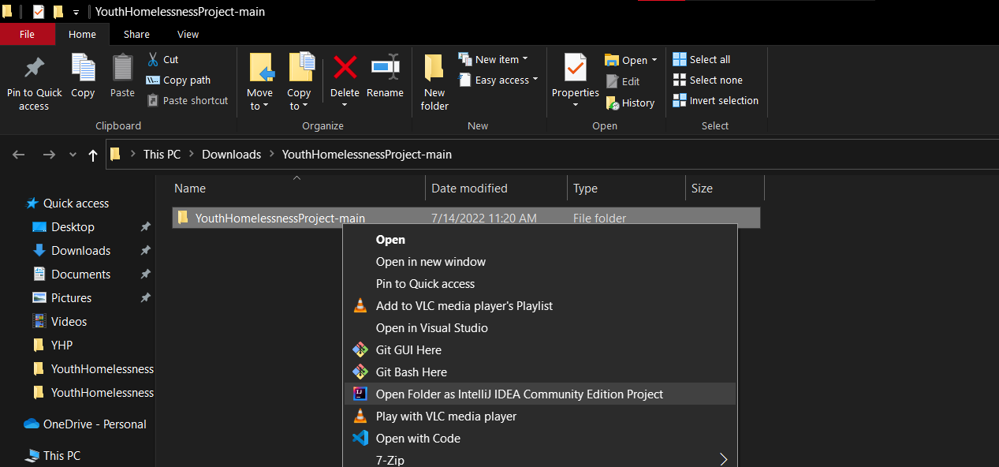 YouthHomelessnessProject-main
File Home Share View
Pin to Quick access
Copy
Paste
Cut
Copy path
Paste shortcut
Clipboard
Move to
Copy to
Delete
Rename
Organize
New folder
New item
Easy access
New
Properties
Open
Edit
History
Open
Select all
Select none
Invert selection
Select
This PC > Downloads > YouthHomelessnessProject-main
Name Date modified Type Size
YouthHomelessnessProject-main 7/14/2022 11:20 AM File folder
Quick access
Desktop
Downloads
Documents
Pictures
Videos
YHP
YouthHomelessness
YouthHomelessness
OneDrive - Personal
This PC
Open
Open in new window
Pin to Quick access
Add to VLC media player's Playlist
Open in Visual Studio
Git GUI Here
Git Bash Here
Open Folder as IntelliJ IDEA Community Edition Project
Play with VLC media player
Open with Code
7-Zip